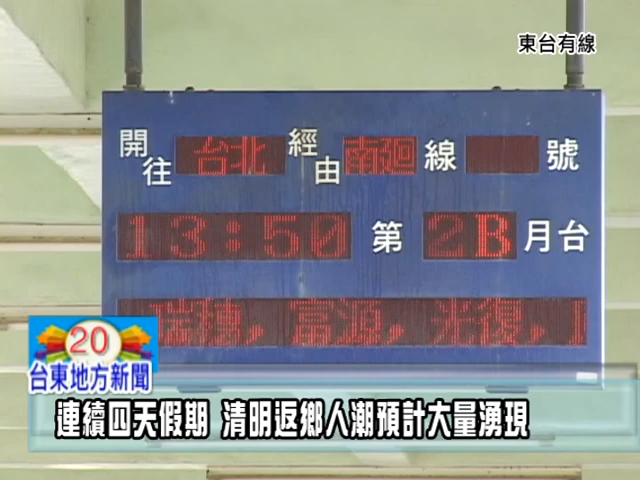 東台有線
開往 台北 經由 南迴 線 號
13:50 第 2B 月台
瑞穗,富源,光復,
20
台東地方新聞
連續四天假期 清明返鄉人潮預計大量湧現